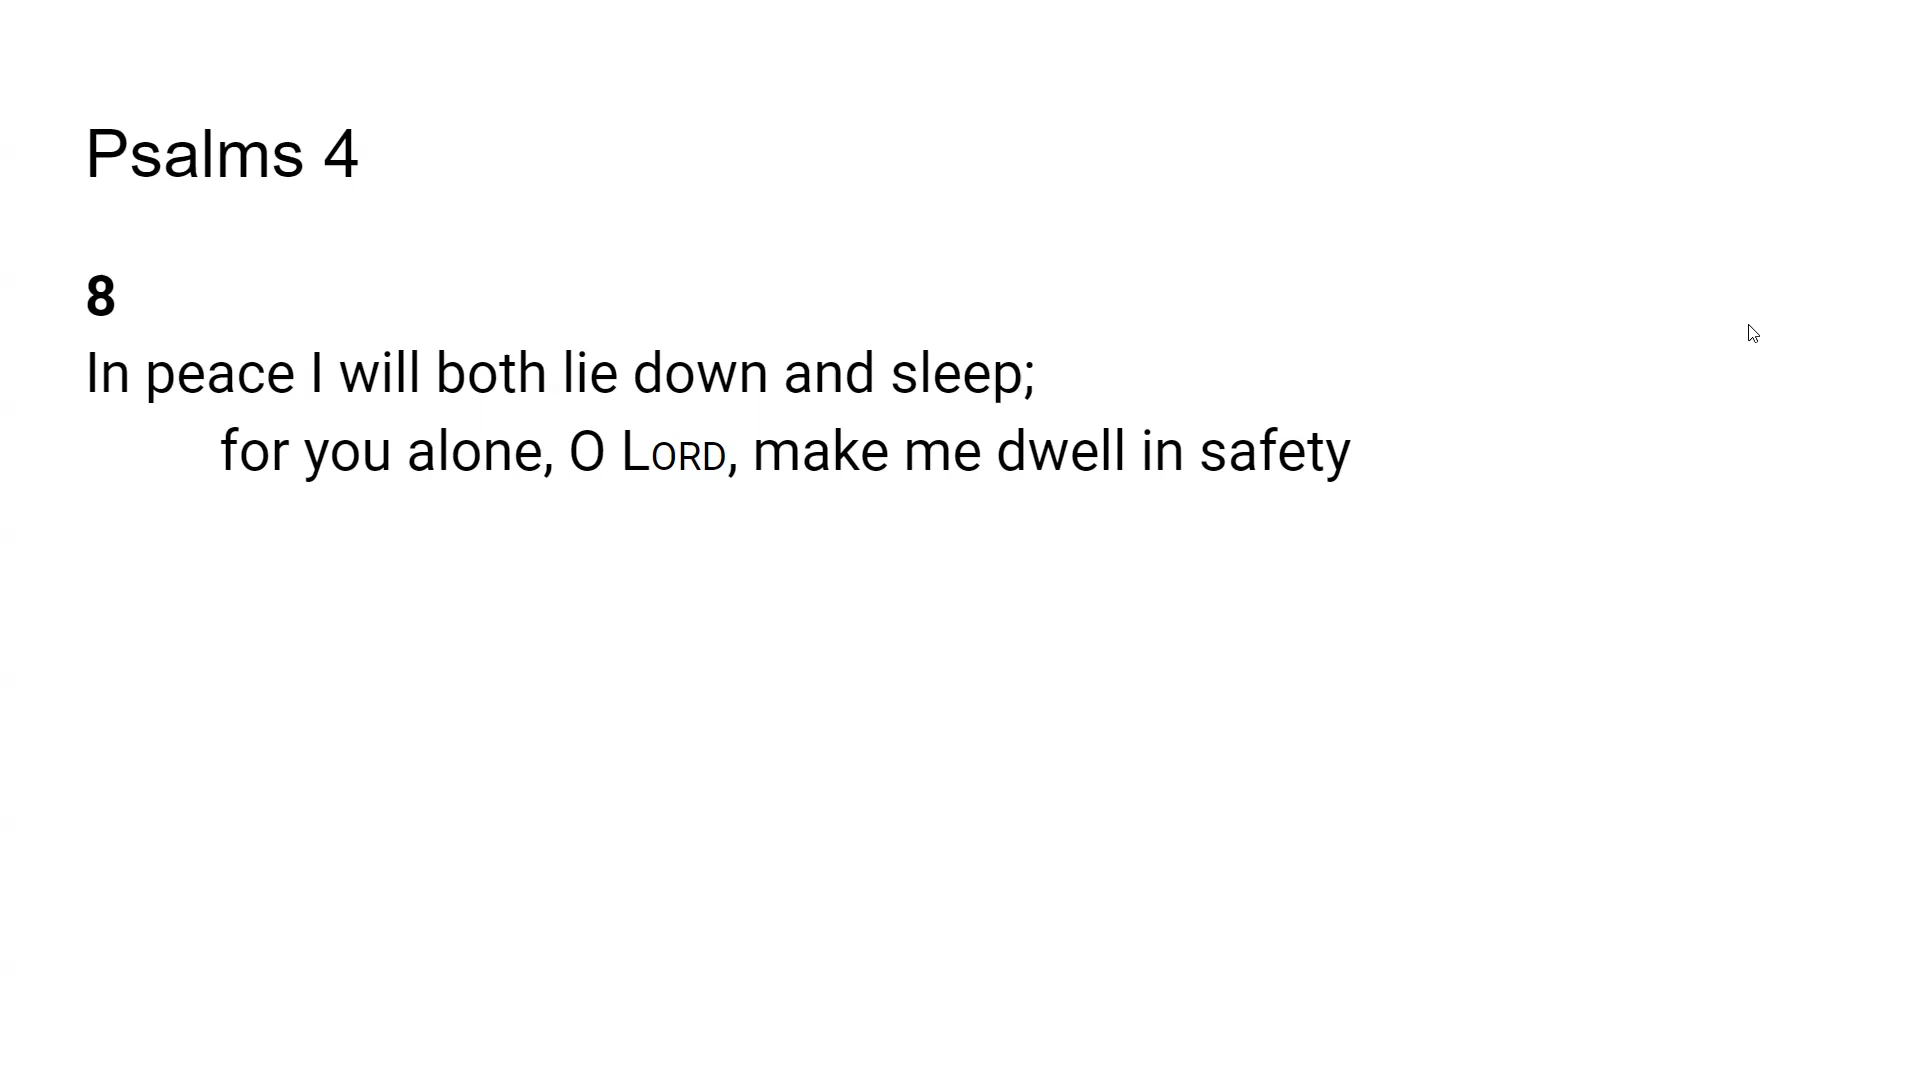 Psalms 4
8
In peace I will both lie down and sleep;
for you alone, O LORD, make me dwell in safety